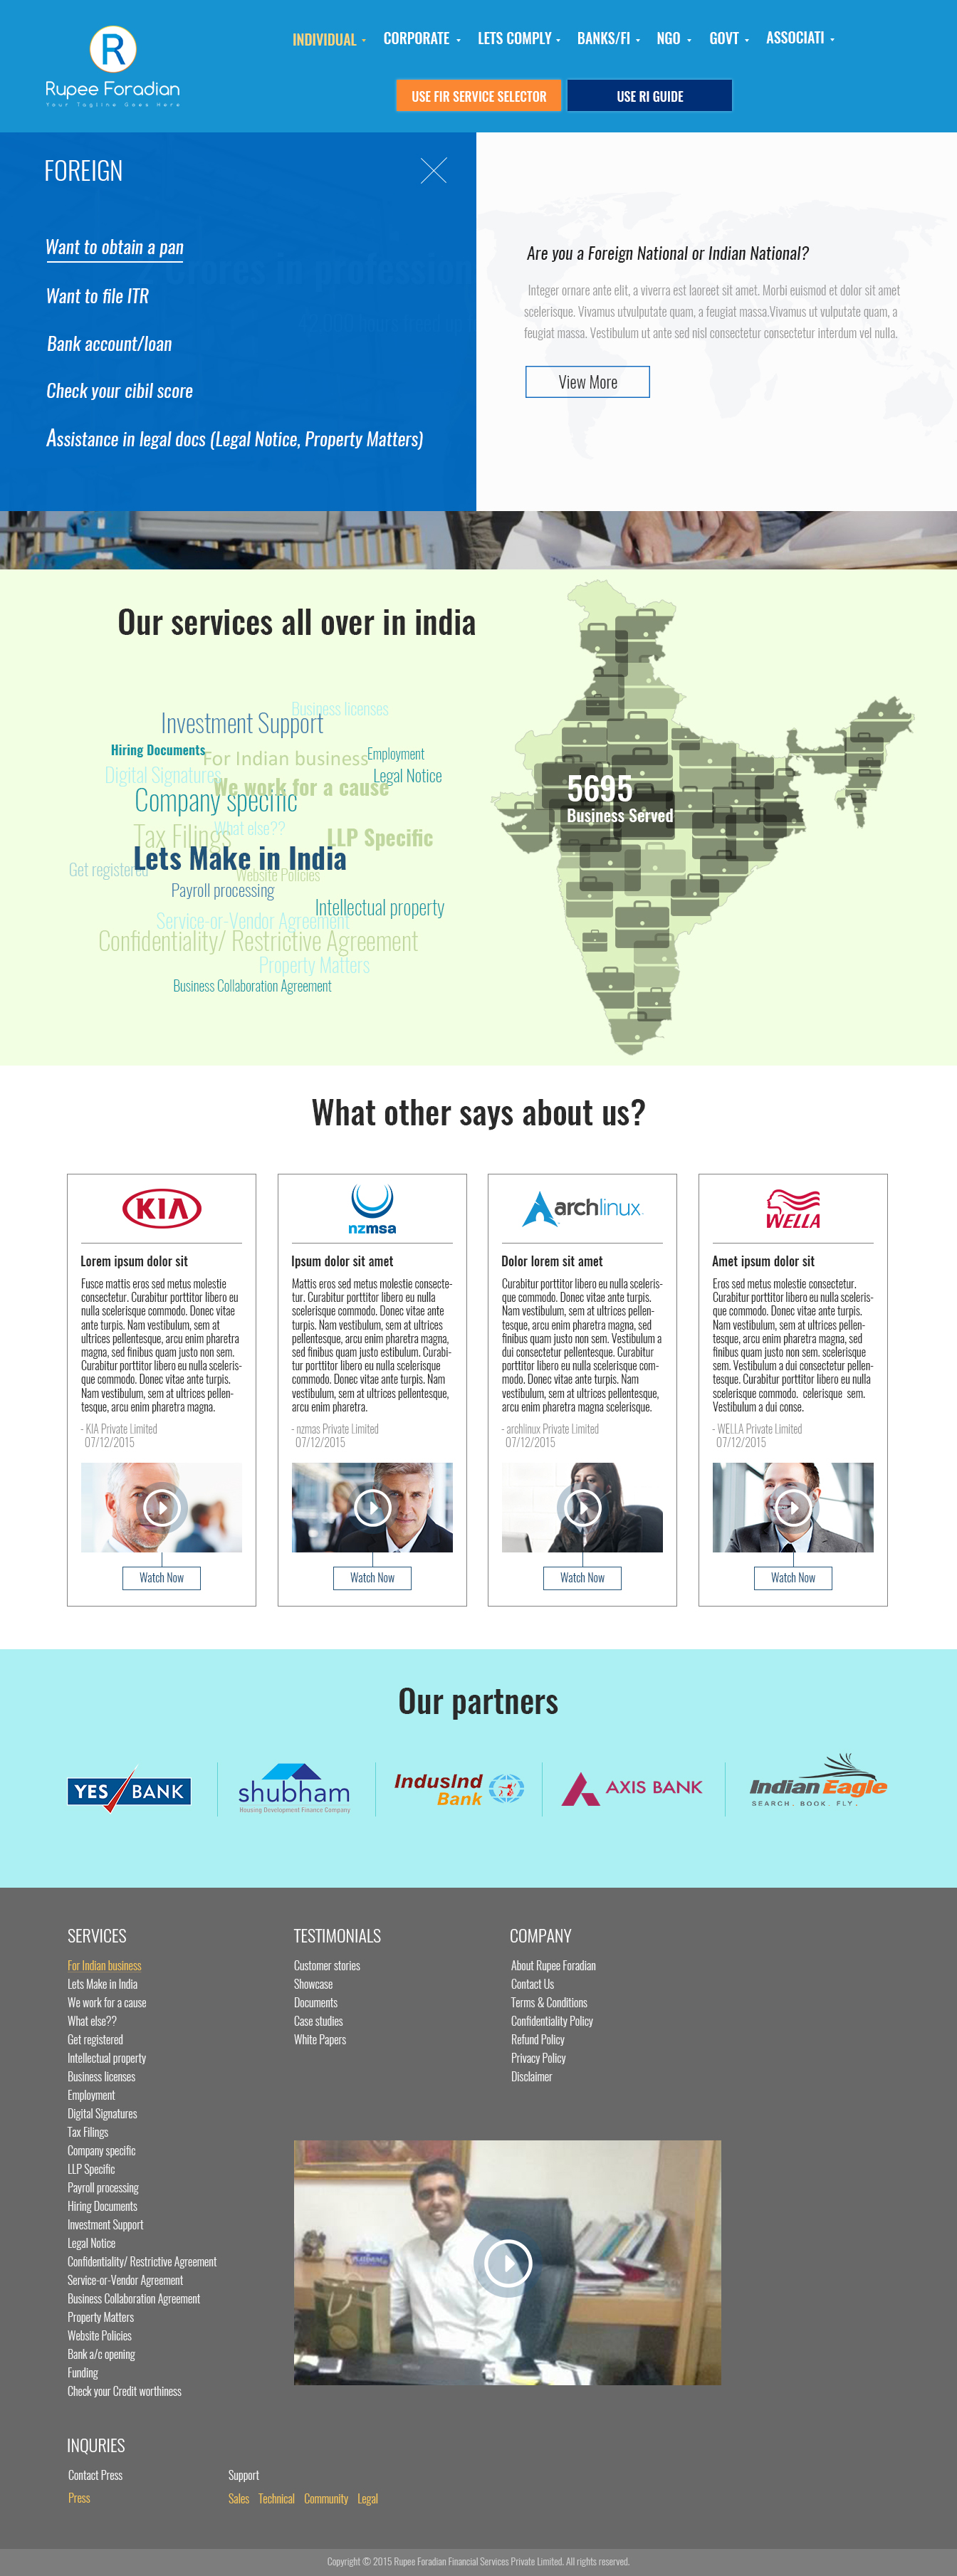 INDIVIDUAL
CORPORATE
LETS COMPLY
BANKS/FI
NGO
GOVT
ASSOCIATI
R
Rupee Foradian
Your Tagline Goes Here
USE FIR SERVICE SELECTOR
USE RI GUIDE
FOREIGN
Want to obtain a pan
Want to file ITR
Bank account/loan
Check your cibil score
Assistance in legal docs (Legal Notice, Property Matters)
Are you a Foreign National or Indian National?
Integer ornare ante elit, a viverra est laoreet sit amet. Morbi euismod et dolor sit amet
scelerisque. Vivamus utvulputate quam, a feugiat massa.Vivamus ut vulputate quam, a
feugiat massa. Vestibulum ut ante sed nisl consectetur consectetur interdum vel nulla.
View More
Our services all over in india
Business licenses
Investment Support
Hiring Documents
For Indian business
Employment
Digital Signatures
Legal Notice
We work for a cause
Company specific
What else??
Tax Filings
LLP Specific
Lets Make in India
Get registered
Website Policies
Payroll processing
Intellectual property
Service-or-Vendor Agreement
Confidentiality/ Restrictive Agreement
Property Matters
Business Collaboration Agreement
5695
Business Served
What other says about us?
KIA
Lorem ipsum dolor sit
Fusce mattis eros sed metus molestie
consectetur. Curabitur porttitor libero eu
nulla scelerisque commodo. Donec vitae
ante turpis. Nam vestibulum, sem at
ultrices pellentesque, arcu enim pharetra
magna, sed finibus quam justo non sem.
Curabitur porttitor libero eu nulla sceleris-
que commodo. Donec vitae ante turpis.
Nam vestibulum, sem at ultrices pellen-
tesque, arcu enim pharetra magna.
- KIA Private Limited
07/12/2015
Watch Now
nzmsa
Ipsum dolor sit amet
Mattis eros sed metus molestie consecte-
tur. Curabitur porttitor libero eu nulla
scelerisque commodo. Donec vitae ante
turpis. Nam vestibulum, sem at ultrices
pellentesque, arcu enim pharetra magna,
sed finibus quam justo estibulum. Curabi-
tur porttitor libero eu nulla scelerisque
commodo. Donec vitae ante turpis. Nam
vestibulum, sem at ultrices pellentesque,
arcu enim pharetra.
- nzmas Private Limited
07/12/2015
Watch Now
archlinux
Dolor lorem sit amet
Curabitur porttitor libero eu nulla sceleris-
que commodo. Donec vitae ante turpis.
Nam vestibulum, sem at ultrices pellen-
tesque, arcu enim pharetra magna, sed
finibus quam justo non sem. Vestibulum a
dui consectetur pellentesque. Curabitur
porttitor libero eu nulla scelerisque com-
modo. Donec vitae ante turpis. Nam
vestibulum, sem at ultrices pellentesque,
arcu enim pharetra magna scelerisque.
- archlinux Private Limited
07/12/2015
Watch Now
WELLA
Amet ipsum dolor sit
Eros sed metus molestie consectetur.
Curabitur porttitor libero eu nulla sceleris-
que commodo. Donec vitae ante turpis.
Nam vestibulum, sem at ultrices pellen-
tesque, arcu enim pharetra magna, sed
finibus quam justo non sem. scelerisque
sem. Vestibulum a dui consectetur pellen-
tesque. Curabitur porttitor libero eu nulla
scelerisque commodo. celerisque sem.
Vestibulum a dui conse.
- WELLA Private Limited
07/12/2015
Watch Now
Our partners
YES BANK
shubham
Housing Development Finance Company
IndusInd
Bank
AXIS BANK
Indian Eagle
SEARCH. BOOK. FLY.
SERVICES
For Indian business
Lets Make in India
We work for a cause
What else??
Get registered
Intellectual property
Business licenses
Employment
Digital Signatures
Tax Filings
Company specific
LLP Specific
Payroll processing
Hiring Documents
Investment Support
Legal Notice
Confidentiality/ Restrictive Agreement
Service-or-Vendor Agreement
Business Collaboration Agreement
Property Matters
Website Policies
Bank a/c opening
Funding
Check your Credit worthiness
TESTIMONIALS
Customer stories
Showcase
Documents
Case studies
White Papers
COMPANY
About Rupee Foradian
Contact Us
Terms & Conditions
Confidentiality Policy
Refund Policy
Privacy Policy
Disclaimer
INQURIES
Contact Press
Press
Support
Sales Technical Community Legal
Copyright © 2015 Rupee Foradian Financial Services Private Limited. All rights reserved.